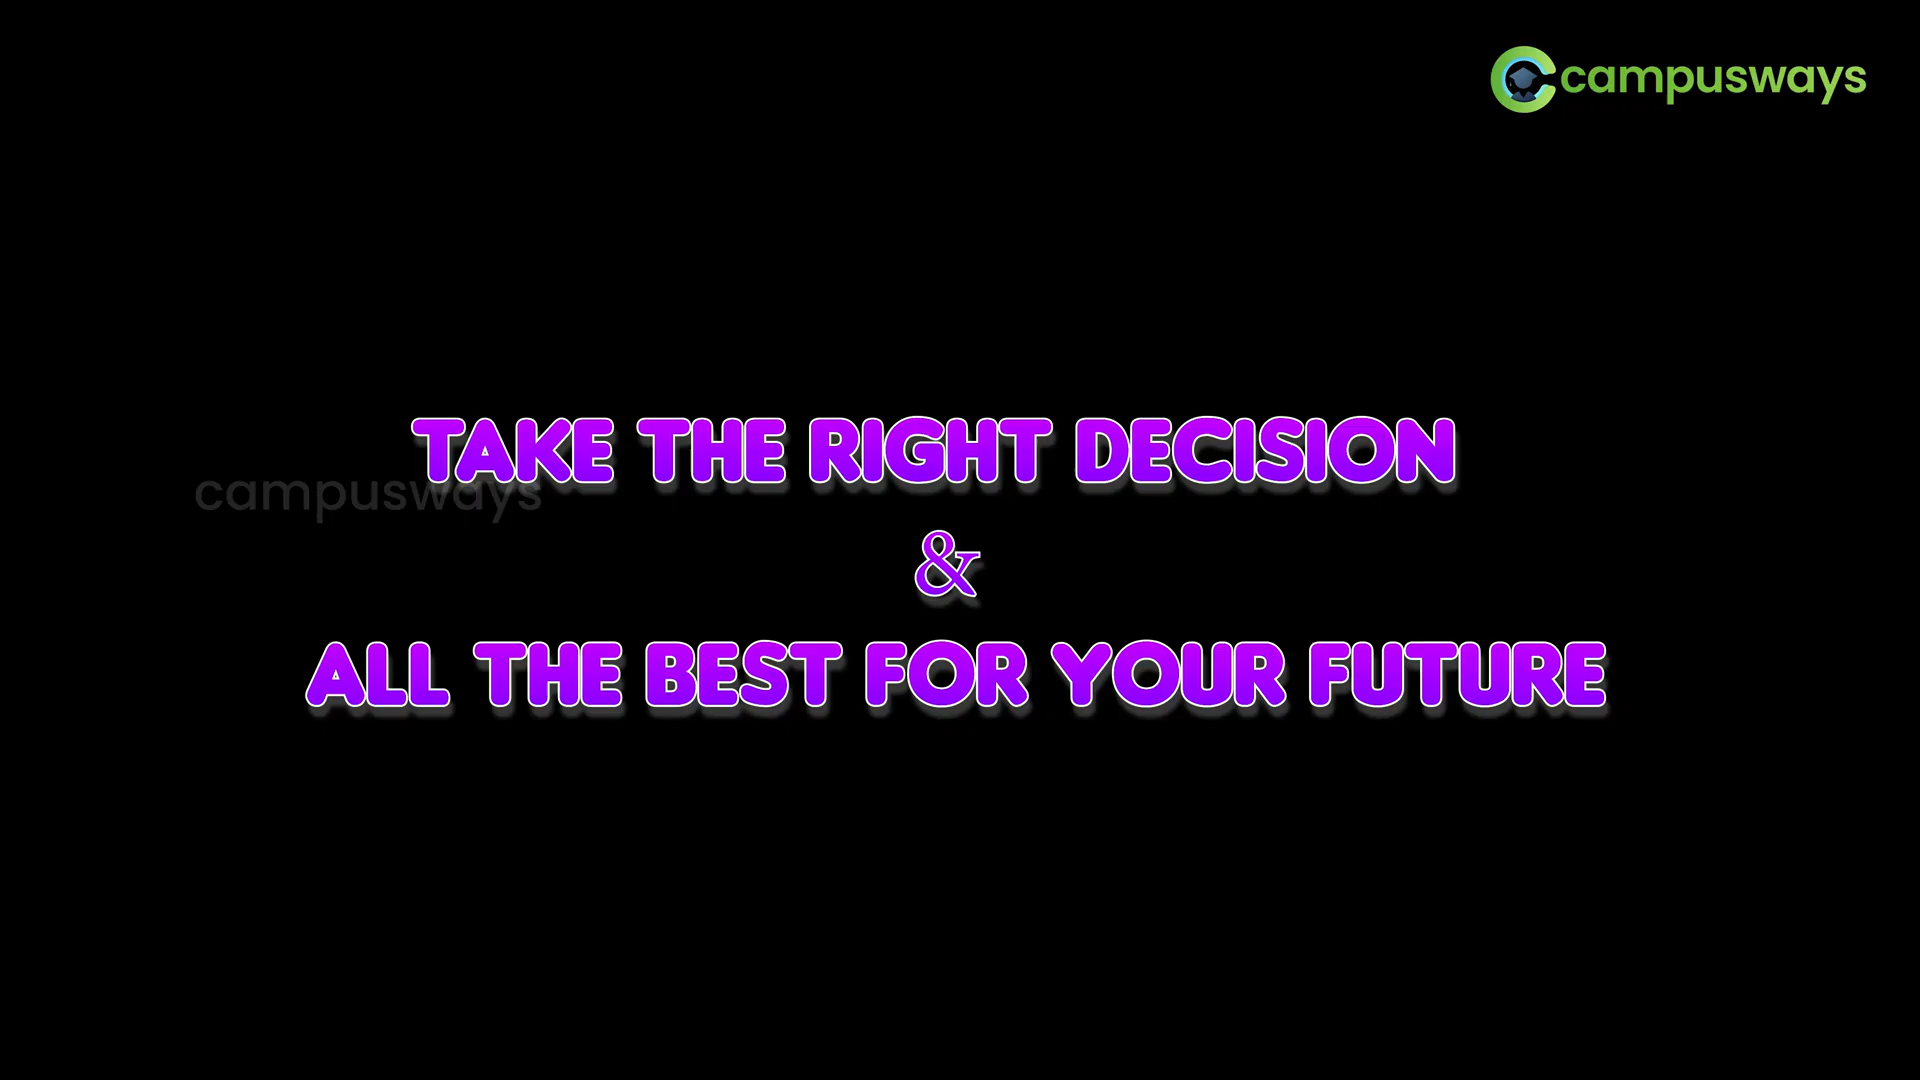 campusways
TAKE THE RIGHT DECISION
campusways
&
ALL THE BEST FOR YOUR FUTURE